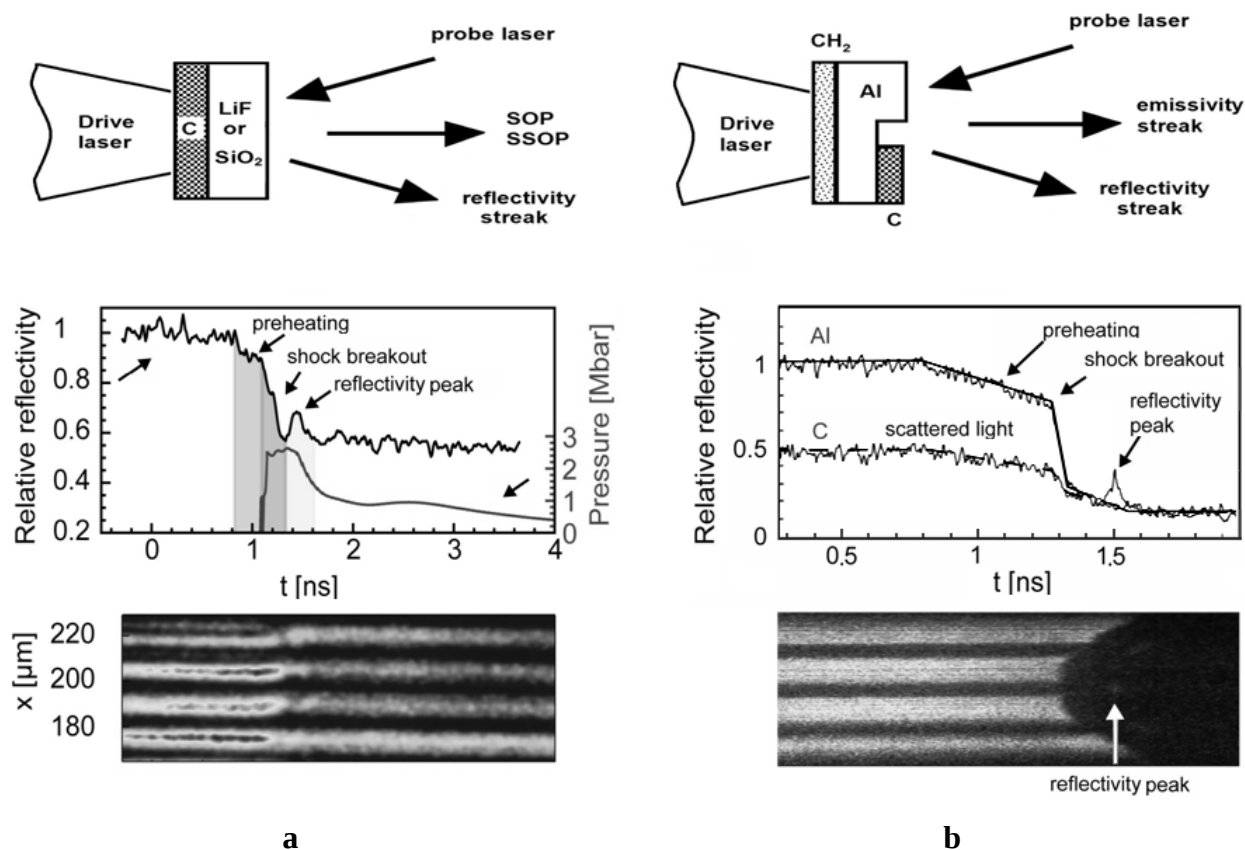 probe laser
Drive
laser
C
LiF
or
SiO₂
SOP
SSOP
reflectivity
streak
CH₂
Al
probe laser
Drive
laser
emissivity
streak
reflectivity
streak
C
Relative reflectivity
1
0.8
0.6
0.4
0.2
preheating
shock breakout
reflectivity peak
3
2
1
0
Pressure [Mbar]
0 1 2 3 4
t [ns]
Relative reflectivity
1
0.5
0
Al
C
preheating
shock breakout
reflectivity
peak
scattered light
0.5 1 1.5
t [ns]
x [µm]
220
200
180
reflectivity peak
a
b